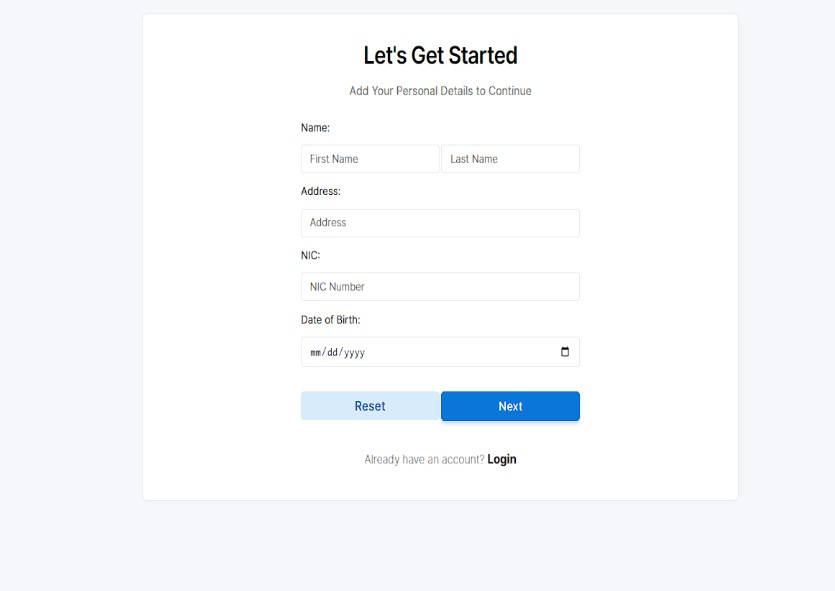 Let's Get Started
Add Your Personal Details to Continue
Name:
First Name Last Name
Address:
Address
NIC:
NIC Number
Date of Birth:
mm/dd/yyyy
Reset Next
Already have an account? Login